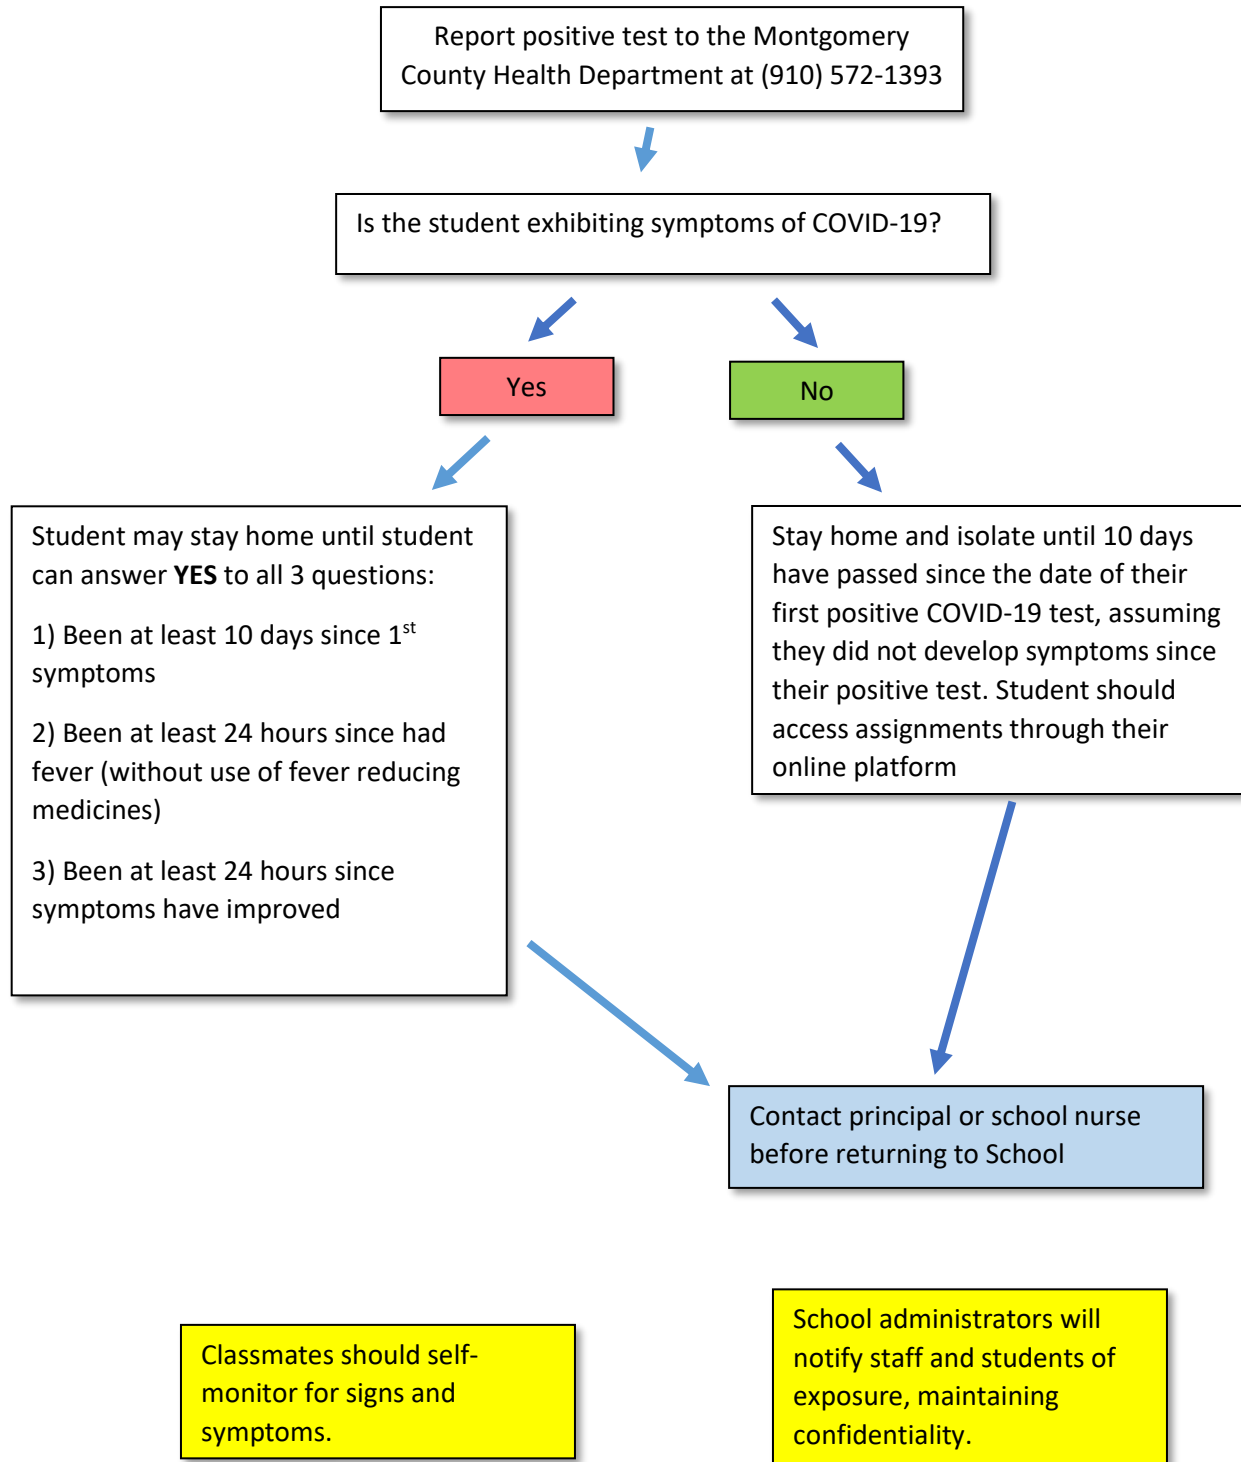 Report positive test to the Montgomery
County Health Department at (910) 572-1393
Is the student exhibiting symptoms of COVID-19?
Yes
No
Student may stay home until student
can answer YES to all 3 questions:
1) Been at least 10 days since 1st
symptoms
2) Been at least 24 hours since had
fever (without use of fever reducing
medicines)
3) Been at least 24 hours since
symptoms have improved
Stay home and isolate until 10 days
have passed since the date of their
first positive COVID-19 test, assuming
they did not develop symptoms since
their positive test. Student should
access assignments through their
online platform
Contact principal or school nurse
before returning to School
Classmates should self-
monitor for signs and
symptoms.
School administrators will
notify staff and students of
exposure, maintaining
confidentiality.